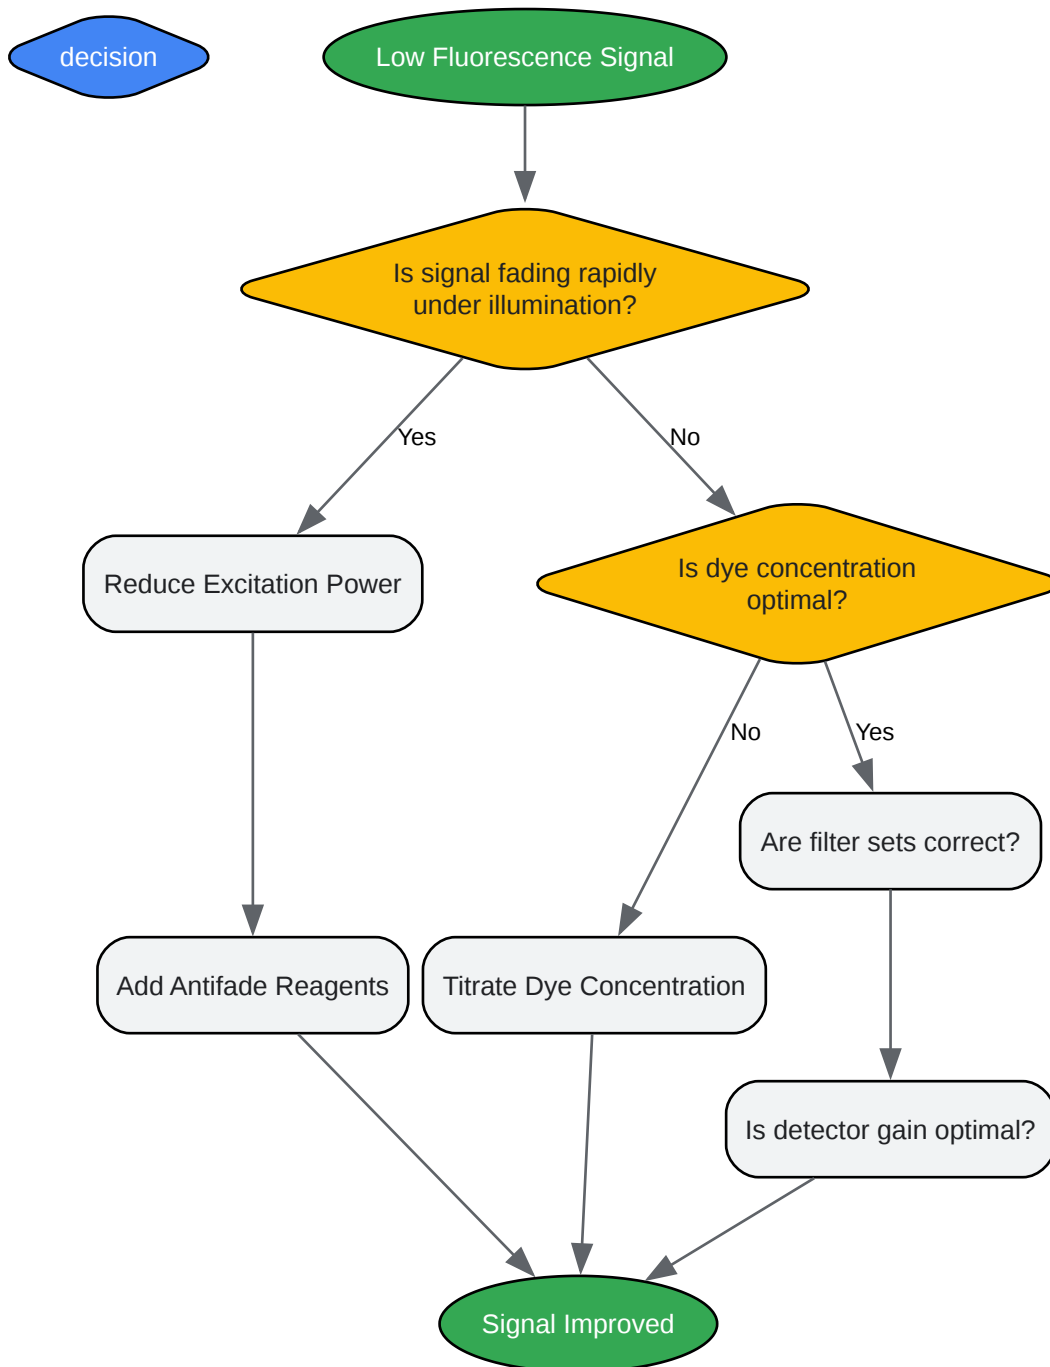 decision
Low Fluorescence Signal
Is signal fading rapidly
under illumination?
Yes
No
Reduce Excitation Power
Is dye concentration
optimal?
No
Yes
Are filter sets correct?
Add Antifade Reagents
Titrate Dye Concentration
Is detector gain optimal?
Signal Improved